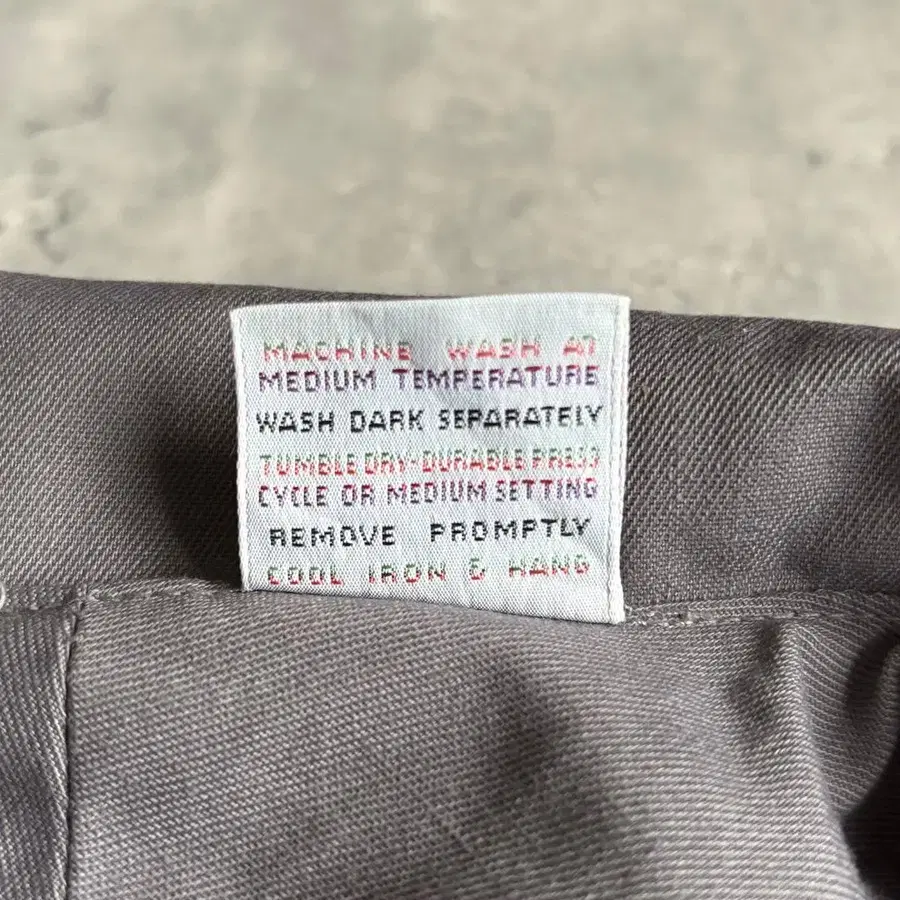 MACHINE WASH AT
MEDIUM TEMPERATURE
WASH DARK SEPARATELY
TUMBLE DRY-DURABLE PRESS
CYCLE OR MEDIUM SETTING
REMOVE PROMPTLY
COOL IRON & HANG